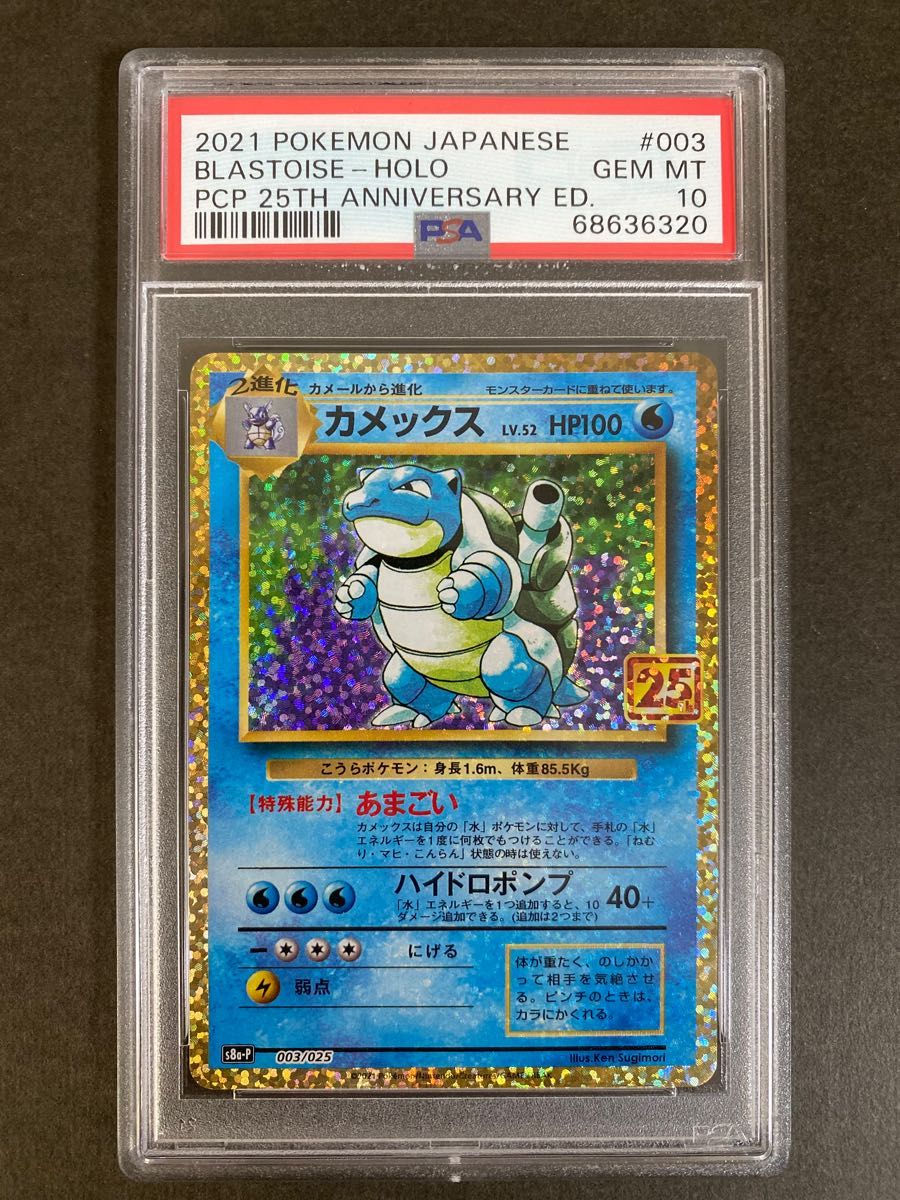 2021 POKEMON JAPANESE #003
BLASTOISE - HOLO GEM MT
PCP 25TH ANNIVERSARY ED. 10
68636320
PSA
2進化 カメールから進化 モンスターカードに重ねて使います。
カメックス LV.52 HP100
25
こうらポケモン：身長1.6m、体重85.5Kg
【特殊能力】あまごい
カメックスは自分の「水」ポケモンに対して、手札の「水」
エネルギーを1度に何枚でもつけることができる。「ねむ
り・マヒ・こんらん」状態の時は使えない。
ハイドロポンプ 40+
「水」エネルギーを1つ追加すると、10
ダメージ追加できる。(追加は2つまで)
にげる
弱点
体が重たく、のしかか
って相手を気絶させ
る。ピンチのときは、
カラにかくれる。
s8a-P 003/025 Illus.Ken Sugimori
©2021 Pokémon
PSA